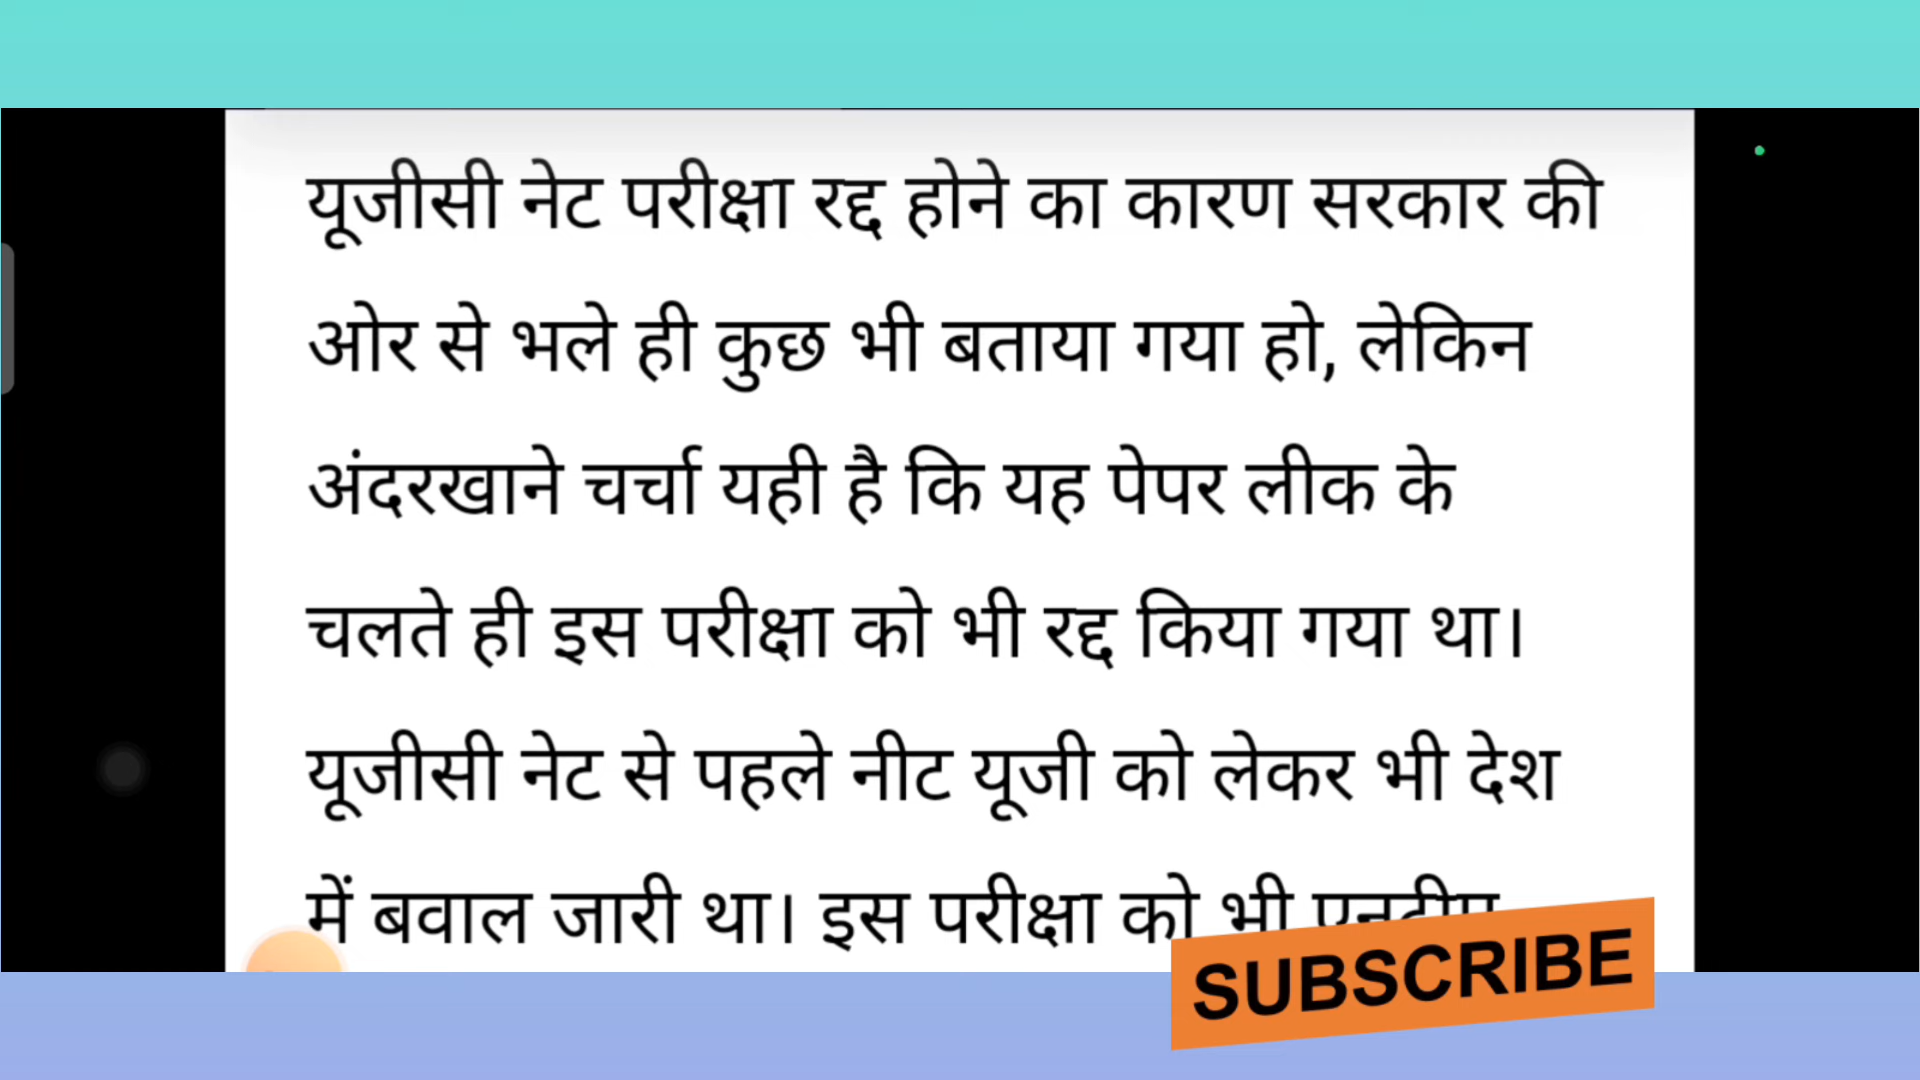 यूजीसी नेट परीक्षा रद्द होने का कारण सरकार की
ओर से भले ही कुछ भी बताया गया हो, लेकिन
अंदरखाने चर्चा यही है कि यह पेपर लीक के
चलते ही इस परीक्षा को भी रद्द किया गया था।
यूजीसी नेट से पहले नीट यूजी को लेकर भी देश
में बवाल जारी था। इस परीक्षा को भी
SUBSCRIBE